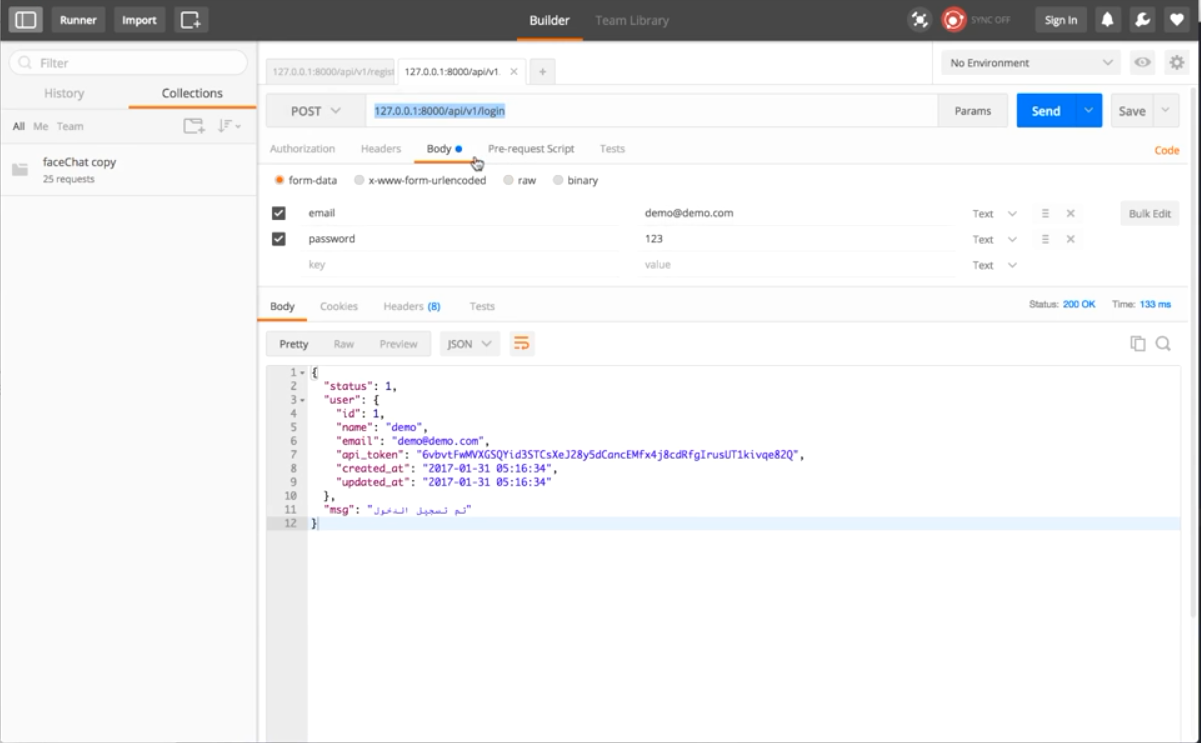 Runner Import Builder Team Library SYNC OFF Sign In
Filter
History Collections
All Me Team
faceChat copy
25 requests
127.0.0.1:8000/api/v1/regist 127.0.0.1:8000/api/v1. No Environment
POST 127.0.0.1:8000/api/v1/login Params Send Save
Authorization Headers Body Pre-request Script Tests Code
form-data x-www-form-urlencoded raw binary
email demo@demo.com Text Bulk Edit
password 123 Text
key value Text
Body Cookies Headers (8) Tests Status: 200 OK Time: 133 ms
Pretty Raw Preview JSON
1 {
2 "status": 1,
3 "user": {
4 "id": 1,
5 "name": "demo",
6 "email": "demo@demo.com",
7 "api_token": "6vbvtFwMVXGSQYid3STCsXeJ28y5dCancEMfx4j8cdRfgIrusUT1kivqe82Q",
8 "created_at": "2017-01-31 05:16:34",
9 "updated_at": "2017-01-31 05:16:34"
10 },
11 "msg": "تم تسجيل الدخول"
12 }